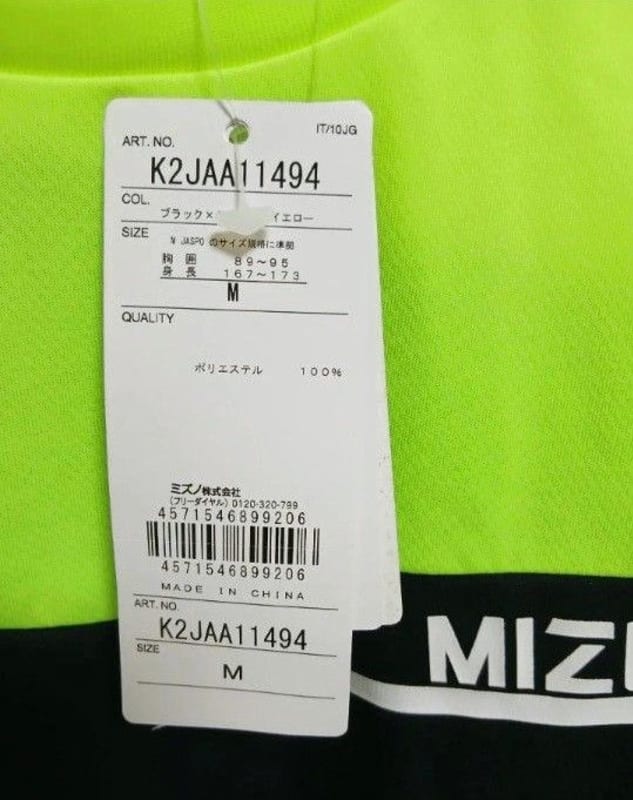 IT/10JG
ART. NO.
K2JAA11494
COL.
ブラック×イエロー
SIZE
M JASPO のサイズ規格に準拠
胸 囲 89~95
身 長 167~173
M
QUALITY
ポリエステル 100%
ミズノ株式会社
(フリーダイヤル) 0120-320-799
4571546899206
4571546899206
MADE IN CHINA
ART. NO.
K2JAA11494
SIZE
M
MIZ